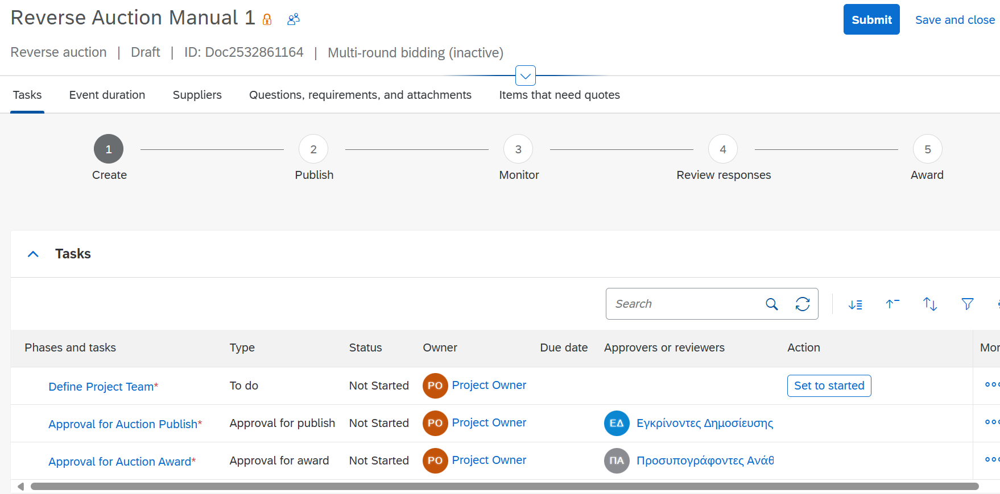 Reverse Auction Manual 1
Submit
Save and close
Reverse auction | Draft | ID: Doc2532861164 | Multi-round bidding (inactive)
Tasks
Event duration
Suppliers
Questions, requirements, and attachments
Items that need quotes
1
2
3
4
5
Create
Publish
Monitor
Review responses
Award
Tasks
Search
Phases and tasks
Type
Status
Owner
Due date
Approvers or reviewers
Action
Define Project Team*
To do
Not Started
PO
Project Owner
Set to started
Approval for Auction Publish*
Approval for publish
Not Started
PO
Project Owner
ΕΔ
Εγκρίνοντες Δημοσίευσης
Approval for Auction Award*
Approval for award
Not Started
PO
Project Owner
ΠΑ
Προσυπογράφοντες